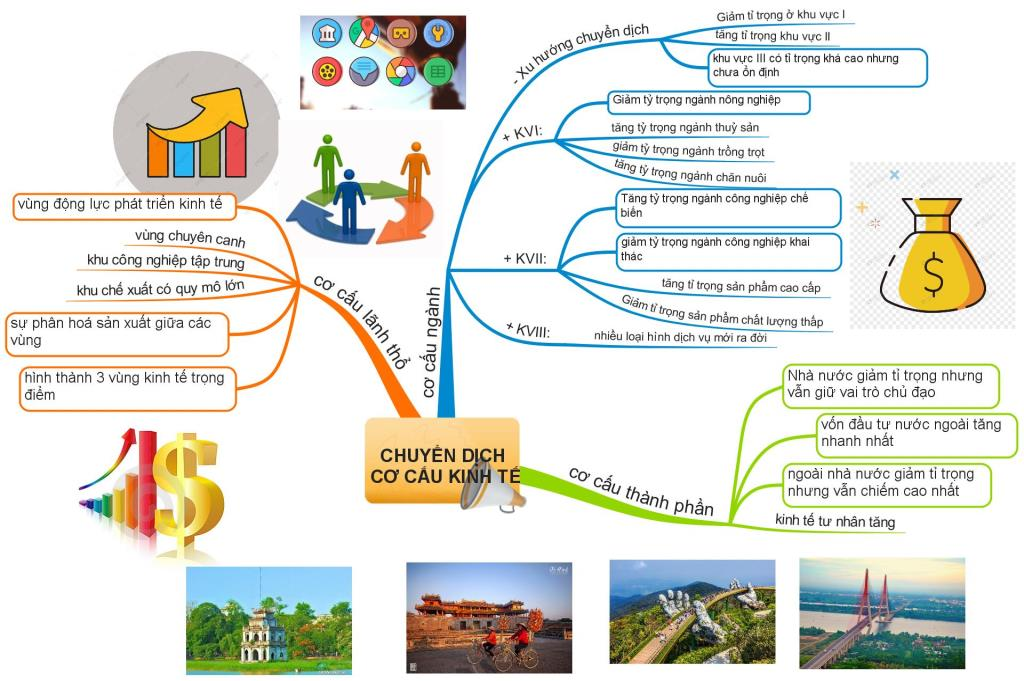 CHUYỂN DỊCH
CƠ CẤU KINH TẾ
cơ cấu ngành
- Xu hướng chuyển dịch
Giảm tỉ trọng ở khu vực I
tăng tỉ trọng khu vực II
khu vực III có tỉ trọng khá cao nhưng
chưa ổn định
+ KVI:
Giảm tỷ trọng ngành nông nghiệp
tăng tỷ trọng ngành thuỷ sản
giảm tỷ trọng ngành trồng trọt
tăng tỷ trọng ngành chăn nuôi
+ KVII:
Tăng tỷ trọng ngành công nghiệp chế
biến
giảm tỷ trọng ngành công nghiệp khai
thác
tăng tỉ trọng sản phẩm cao cấp
Giảm tỉ trọng sản phẩm chất lượng thấp
+ KVIII:
nhiều loại hình dịch vụ mới ra đời
cơ cấu thành phần
Nhà nước giảm tỉ trọng nhưng
vẫn giữ vai trò chủ đạo
vốn đầu tư nước ngoài tăng
nhanh nhất
ngoài nhà nước giảm tỉ trọng
nhưng vẫn chiếm cao nhất
kinh tế tư nhân tăng
cơ cấu lãnh thổ
vùng động lực phát triển kinh tế
vùng chuyên canh
khu công nghiệp tập trung
khu chế xuất có quy mô lớn
sự phân hoá sản xuất giữa các
vùng
hình thành 3 vùng kinh tế trọng
điểm